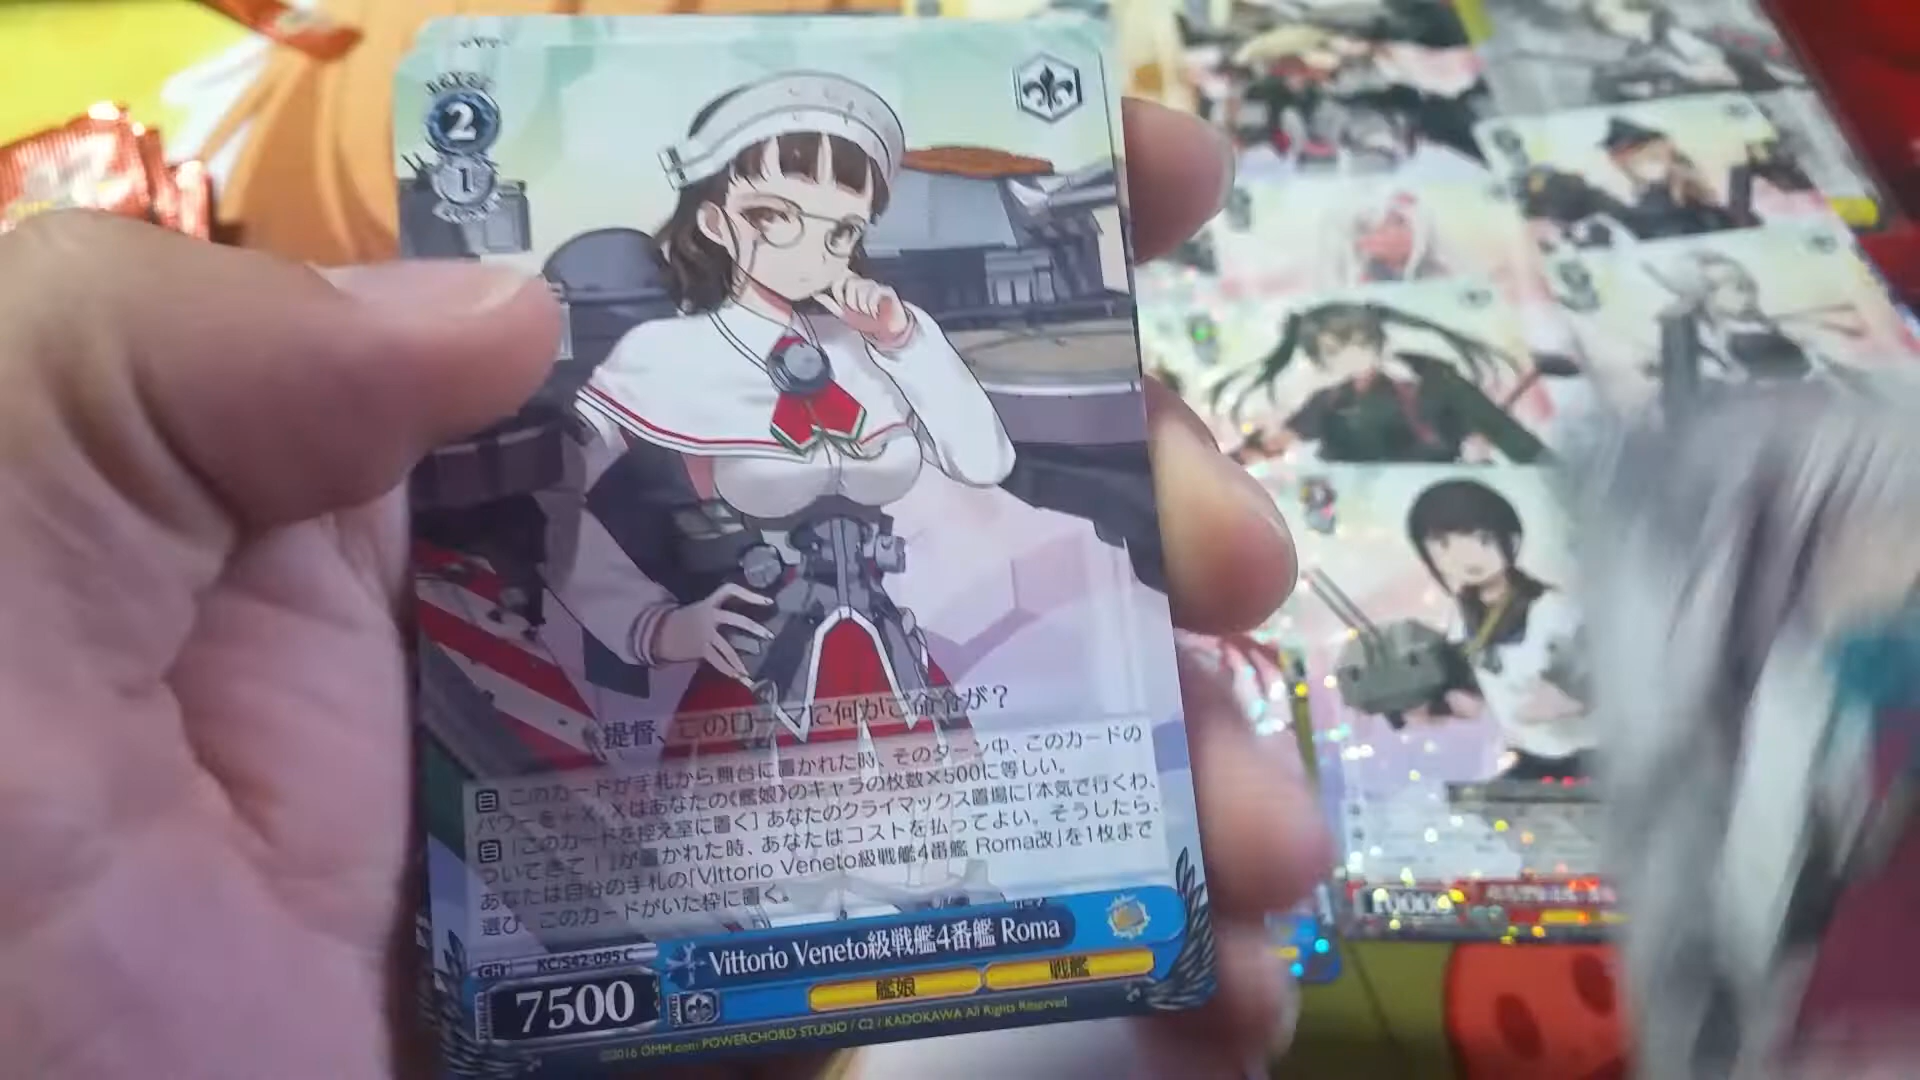 2
1
提督、このローマに何かご命令が？
自 このカードが手札から舞台に置かれた時、そのターン中、このカードの
パワーを＋X。Xはあなたの《艦娘》のキャラの枚数×500に等しい。
自［このカードを控え室に置く］あなたのクライマックス置場に「本気で行くわ、
ついてきて！」が置かれた時、あなたはコストを払ってよい。そうしたら、
あなたは自分の手札の「Vittorio Veneto級戦艦4番艦 Roma改」を1枚まで
選び、このカードがいた枠に置く。
CH KC/S42-095 C
Vittorio Veneto級戦艦4番艦 Roma
7500
艦娘
戦艦
©2016 DMM.com POWERCHORD STUDIO / C2 / KADOKAWA All Rights Reserved
10000